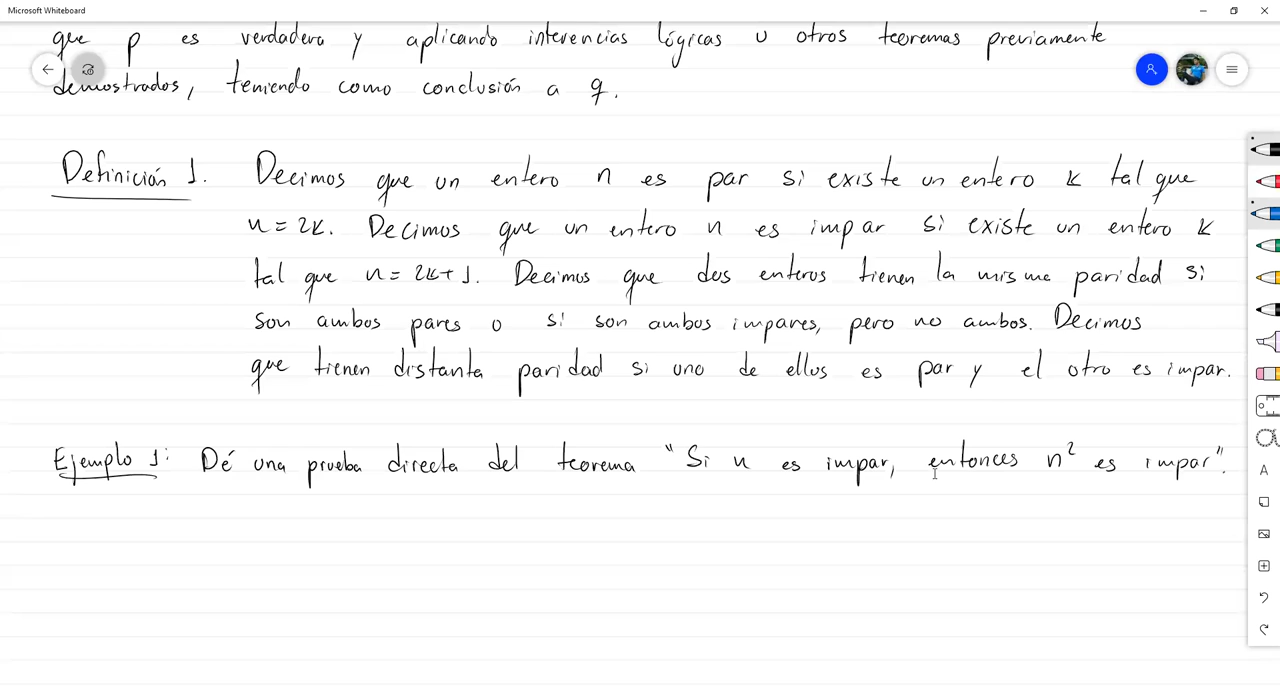 Microsoft Whiteboard
que p es verdadera y aplicando inferencias lógicas u otros teoremas previamente
demostrados, teniendo como conclusión a q.
Definición 1. Decimos que un entero n es par si existe un entero k tal que
n = 2k. Decimos que un entero n es impar si existe un entero k
tal que n = 2k + 1. Decimos que dos enteros tienen la misma paridad si
son ambos pares o si son ambos impares, pero no ambos. Decimos
que tienen distanta paridad si uno de ellos es par y el otro es impar.
Ejemplo 1: Dé una prueba directa del teorema "Si n es impar, entonces n² es impar".
A